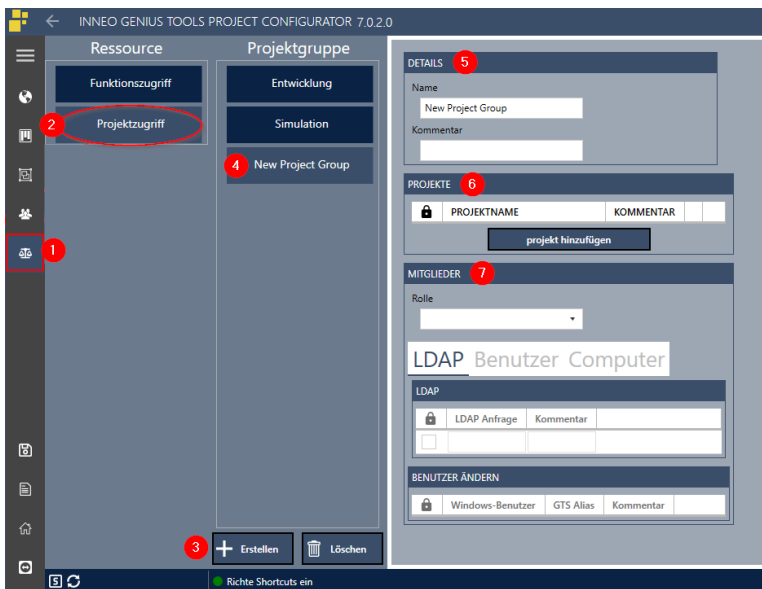 INNEO GENIUS TOOLS PROJECT CONFIGURATOR 7.0.2.0
Ressource
Projektgruppe
Funktionszugriff
2
Projektzugriff
1
Entwicklung
Simulation
4
New Project Group
3
Erstellen
Löschen
DETAILS
5
Name
New Project Group
Kommentar
PROJEKTE
6
PROJEKTNAME
KOMMENTAR
projekt hinzufügen
MITGLIEDER
7
Rolle
LDAP Benutzer Computer
LDAP
LDAP Anfrage Kommentar
BENUTZER ÄNDERN
Windows-Benutzer GTS Alias Kommentar
5
Richte Shortcuts ein